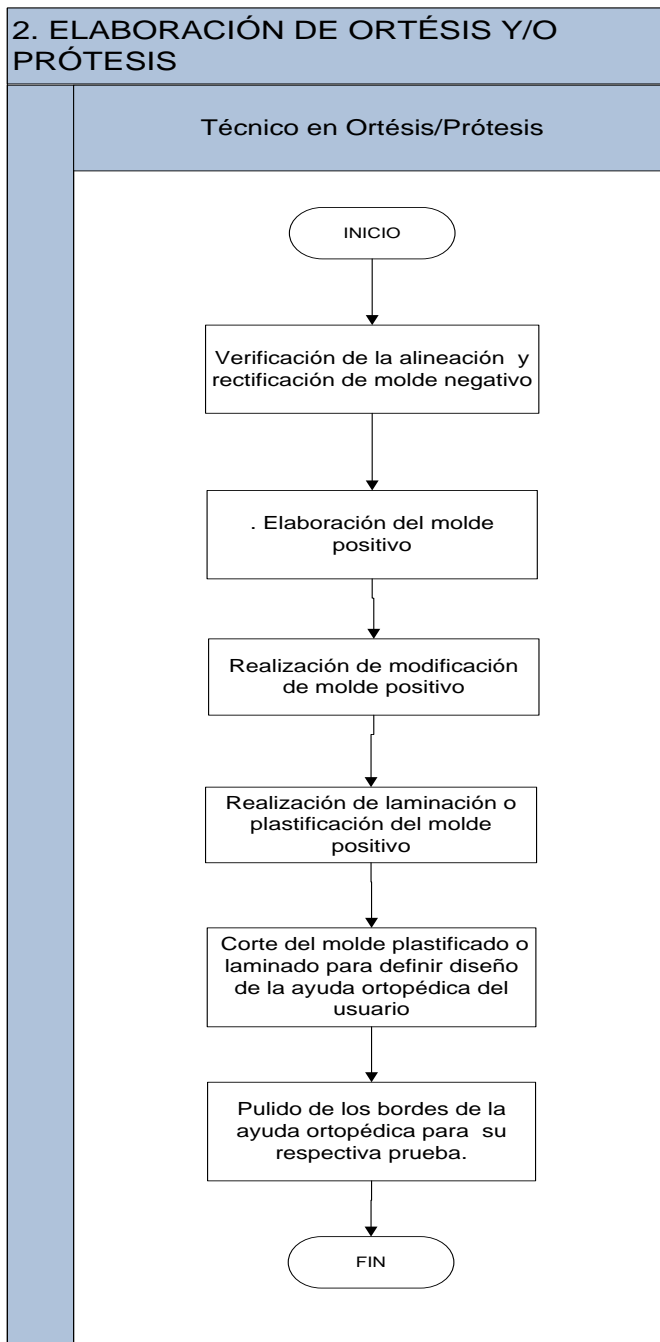 2. ELABORACIÓN DE ORTÉSIS Y/O
PRÓTESIS
Técnico en Ortésis/Prótesis
INICIO
Verificación de la alineación y
rectificación de molde negativo
. Elaboración del molde
positivo
Realización de modificación
de molde positivo
Realización de laminación o
plastificación del molde
positivo
Corte del molde plastificado o
laminado para definir diseño
de la ayuda ortopédica del
usuario
Pulido de los bordes de la
ayuda ortopédica para su
respectiva prueba.
FIN